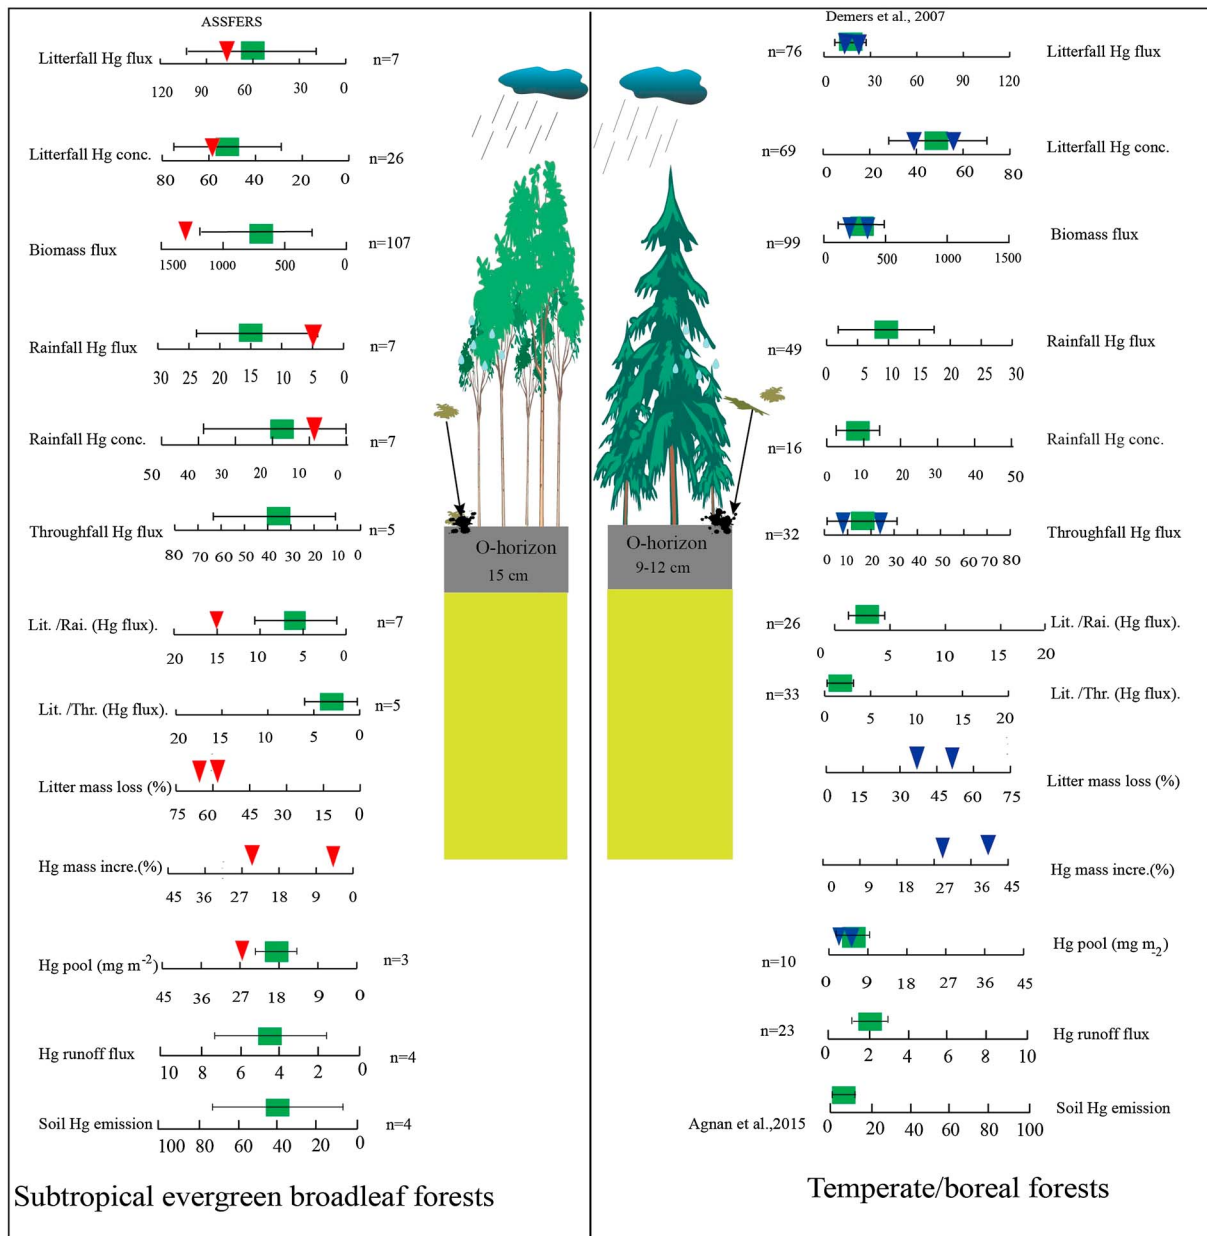 ASSFERS
Litterfall Hg flux
n=7
120 90 60 30 0
Litterfall Hg conc.
n=26
80 60 40 20 0
Biomass flux
n=107
1500 1000 500 0
Rainfall Hg flux
n=7
30 25 20 15 10 5 0
Rainfall Hg conc.
n=7
50 40 30 20 10 0
Throughfall Hg flux
n=5
80 70 60 50 40 30 20 10 0
Lit. /Rai. (Hg flux).
n=7
20 15 10 5 0
Lit. /Thr. (Hg flux).
n=5
20 15 10 5 0
Litter mass loss (%)
75 60 45 30 15 0
Hg mass incre.(%)
45 36 27 18 9 0
Hg pool (mg m-2)
n=3
45 36 27 18 9 0
Hg runoff flux
n=4
10 8 6 4 2 0
Soil Hg emission
n=4
100 80 60 40 20 0
Subtropical evergreen broadleaf forests
O-horizon
15 cm
O-horizon
9-12 cm
Demers et al., 2007
n=76
Litterfall Hg flux
0 30 60 90 120
n=69
Litterfall Hg conc.
0 20 40 60 80
n=99
Biomass flux
0 500 1000 1500
n=49
Rainfall Hg flux
0 5 10 15 20 25 30
n=16
Rainfall Hg conc.
0 10 20 30 40 50
n=32
Throughfall Hg flux
0 10 20 30 40 50 60 70 80
n=26
Lit. /Rai. (Hg flux).
0 5 10 15 20
n=33
Lit. /Thr. (Hg flux).
0 5 10 15 20
Litter mass loss (%)
0 15 30 45 60 75
Hg mass incre.(%)
0 9 18 27 36 45
n=10
Hg pool (mg m-2)
0 9 18 27 36 45
n=23
Hg runoff flux
0 2 4 6 8 10
Agnan et al.,2015
Soil Hg emission
0 20 40 60 80 100
Temperate/boreal forests